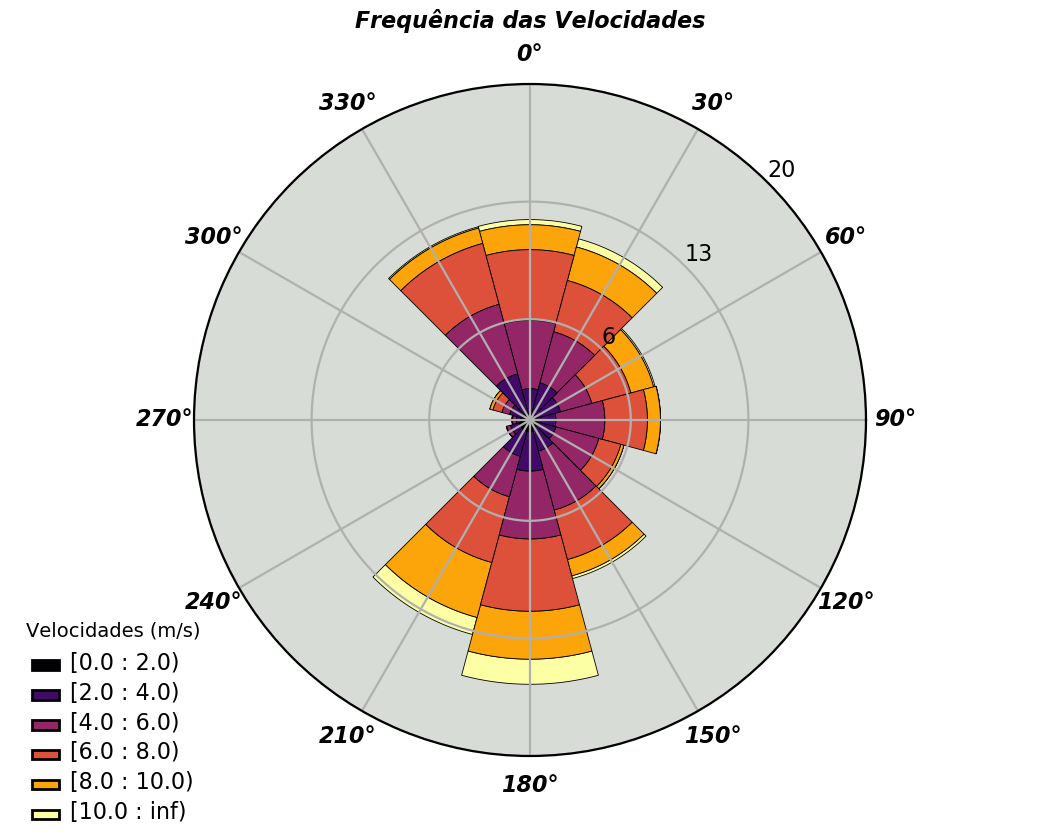 Frequência das Velocidades
0°
330°
30°
20
300°
60°
13
6
270°
90°
240°
120°
210°
150°
180°
Velocidades (m/s)
[0.0 : 2.0)
[2.0 : 4.0)
[4.0 : 6.0)
[6.0 : 8.0)
[8.0 : 10.0)
[10.0 : inf)